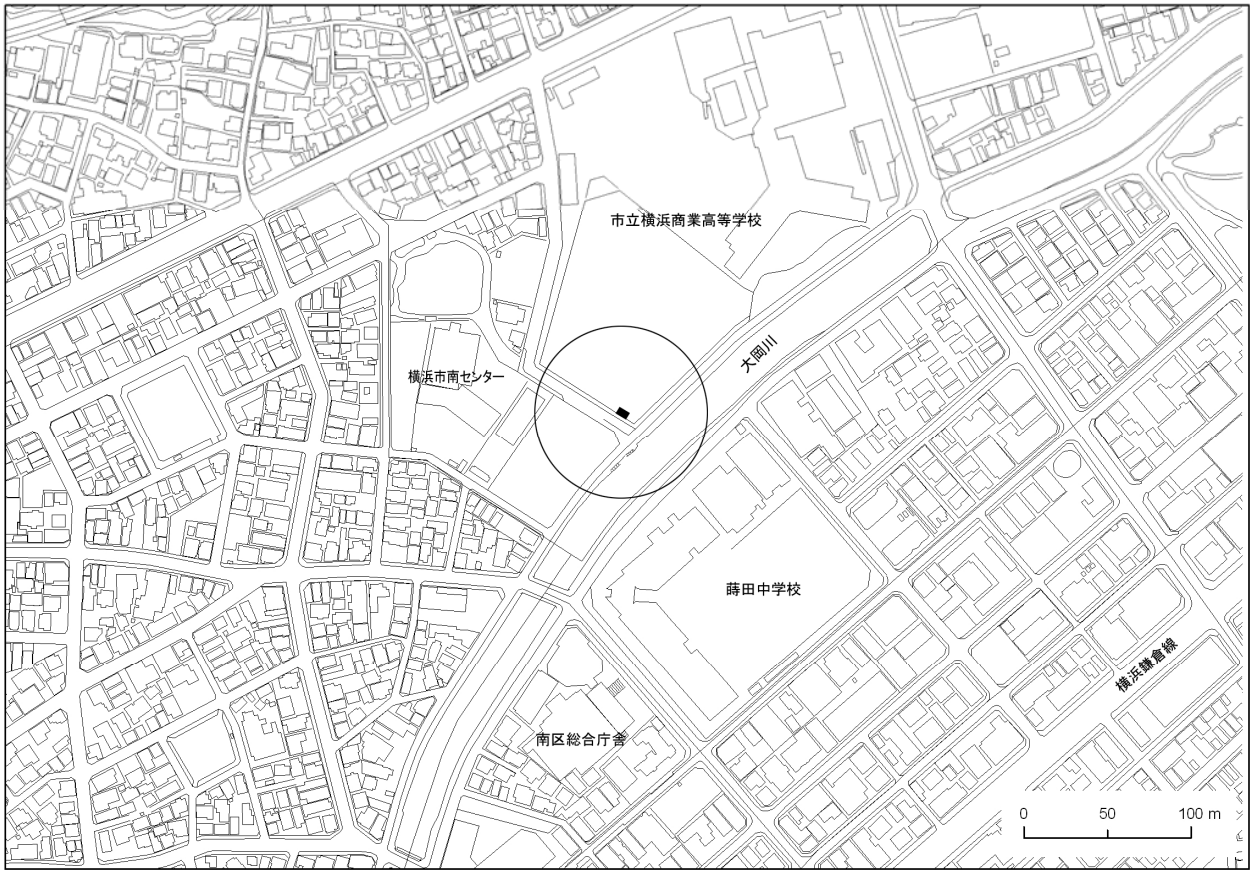 市立横浜商業高等学校
大岡川
横浜市南センター
蒔田中学校
横浜鎌倉線
南区総合庁舎
0 50 100 m